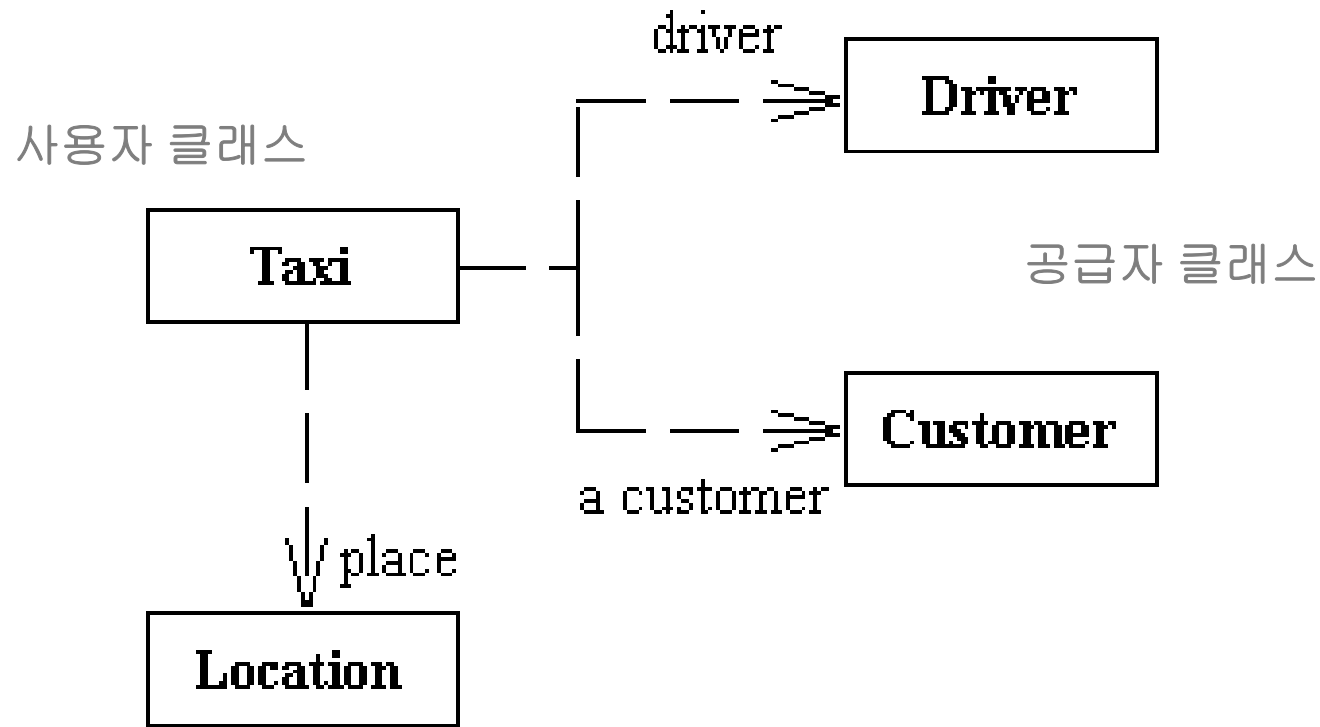 driver
Driver
사용자 클래스
Taxi
공급자 클래스
Customer
a customer
place
Location